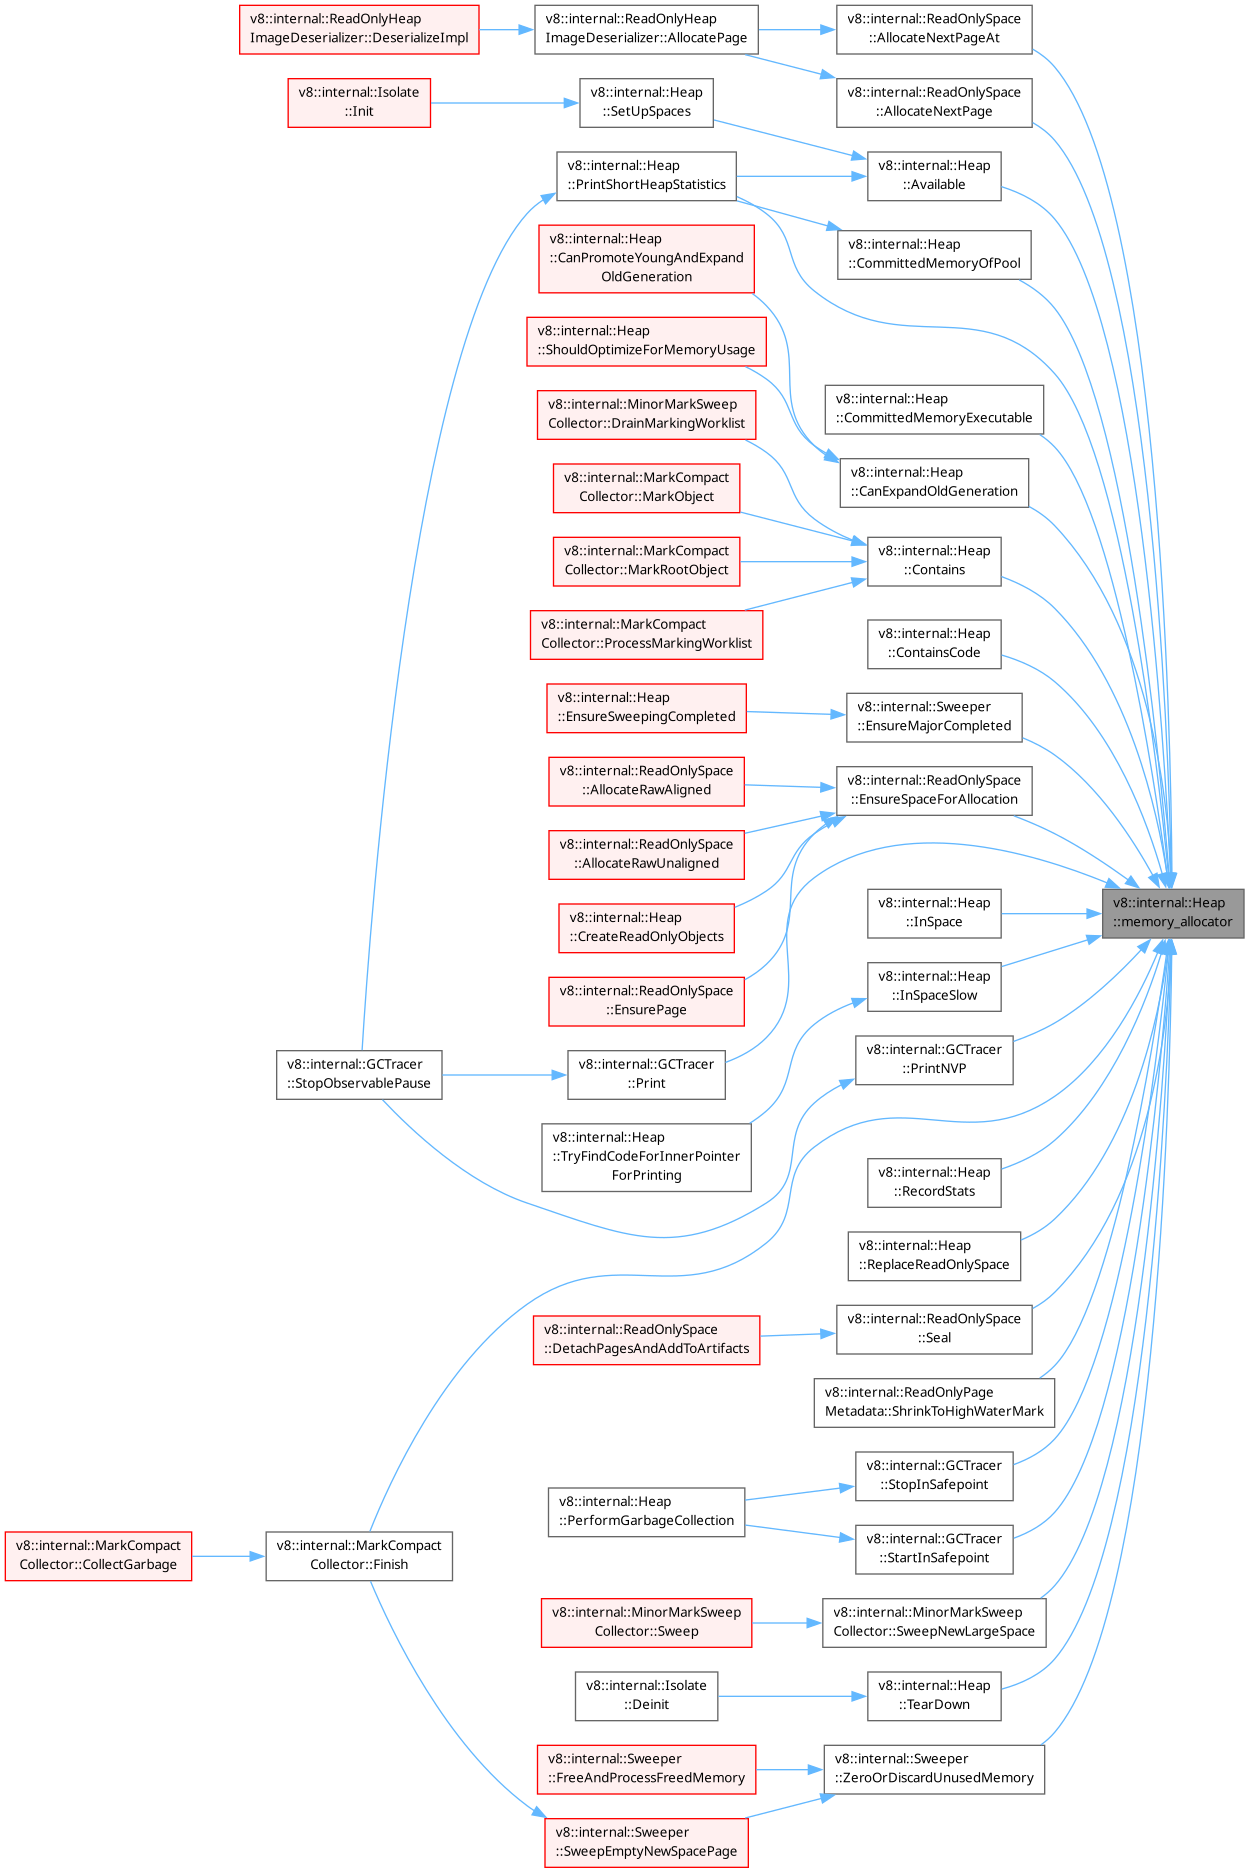 v8::internal::ReadOnlyHeap
ImageDeserializer::DeserializeImpl
v8::internal::ReadOnlyHeap
ImageDeserializer::AllocatePage
v8::internal::ReadOnlySpace
::AllocateNextPageAt
v8::internal::Isolate
::Init
v8::internal::Heap
::SetUpSpaces
v8::internal::ReadOnlySpace
::AllocateNextPage
v8::internal::Heap
::PrintShortHeapStatistics
v8::internal::Heap
::Available
v8::internal::Heap
::CanPromoteYoungAndExpand
OldGeneration
v8::internal::Heap
::CommittedMemoryOfPool
v8::internal::Heap
::ShouldOptimizeForMemoryUsage
v8::internal::MinorMarkSweep
Collector::DrainMarkingWorklist
v8::internal::Heap
::CommittedMemoryExecutable
v8::internal::MarkCompact
Collector::MarkObject
v8::internal::Heap
::CanExpandOldGeneration
v8::internal::MarkCompact
Collector::MarkRootObject
v8::internal::Heap
::Contains
v8::internal::MarkCompact
Collector::ProcessMarkingWorklist
v8::internal::Heap
::ContainsCode
v8::internal::Heap
::EnsureSweepingCompleted
v8::internal::Sweeper
::EnsureMajorCompleted
v8::internal::ReadOnlySpace
::AllocateRawAligned
v8::internal::ReadOnlySpace
::EnsureSpaceForAllocation
v8::internal::ReadOnlySpace
::AllocateRawUnaligned
v8::internal::Heap
::CreateReadOnlyObjects
v8::internal::Heap
::InSpace
v8::internal::Heap
::memory_allocator
v8::internal::ReadOnlySpace
::EnsurePage
v8::internal::Heap
::InSpaceSlow
v8::internal::GCTracer
::StopObservablePause
v8::internal::GCTracer
::Print
v8::internal::GCTracer
::PrintNVP
v8::internal::Heap
::TryFindCodeForInnerPointer
ForPrinting
v8::internal::Heap
::RecordStats
v8::internal::Heap
::ReplaceReadOnlySpace
v8::internal::ReadOnlySpace
::DetachPagesAndAddToArtifacts
v8::internal::ReadOnlySpace
::Seal
v8::internal::ReadOnlyPage
Metadata::ShrinkToHighWaterMark
v8::internal::Heap
::PerformGarbageCollection
v8::internal::GCTracer
::StopInSafepoint
v8::internal::MarkCompact
Collector::CollectGarbage
v8::internal::MarkCompact
Collector::Finish
v8::internal::GCTracer
::StartInSafepoint
v8::internal::MinorMarkSweep
Collector::Sweep
v8::internal::MinorMarkSweep
Collector::SweepNewLargeSpace
v8::internal::Isolate
::Deinit
v8::internal::Heap
::TearDown
v8::internal::Sweeper
::FreeAndProcessFreedMemory
v8::internal::Sweeper
::ZeroOrDiscardUnusedMemory
v8::internal::Sweeper
::SweepEmptyNewSpacePage